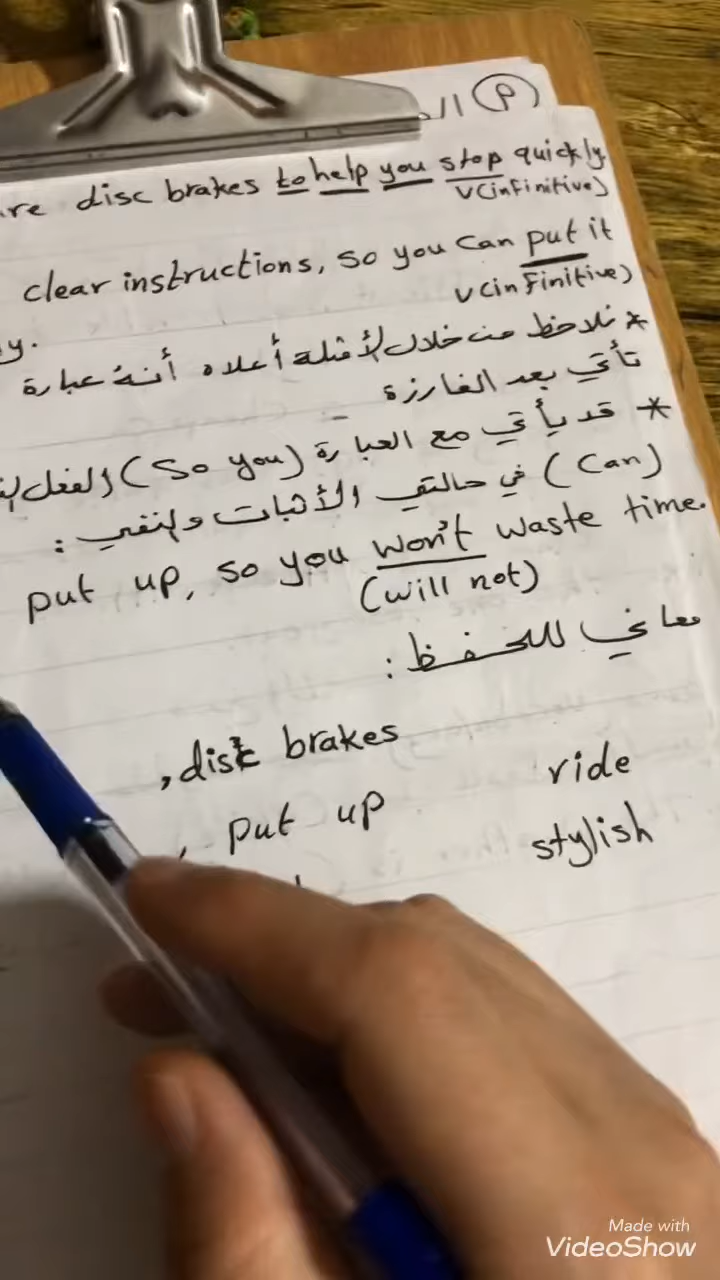 م الـ
re disc brakes to help you stop quickly.
V(infinitive)
clear instructions, so you can put it
V(infinitive)
y.
* نلاحظ من خلال الأمثلة أعلاه أنهُ عبارة
تأتي بعد الفارزة
* قد يأتي مع العبارة (So you) الفعل
(Can) في حالتي الأثبات والنفي :
put up, so you won't waste time.
(will not)
معاني للحفظ :
, disc brakes
ride
, put up
stylish
Made with
VideoShow